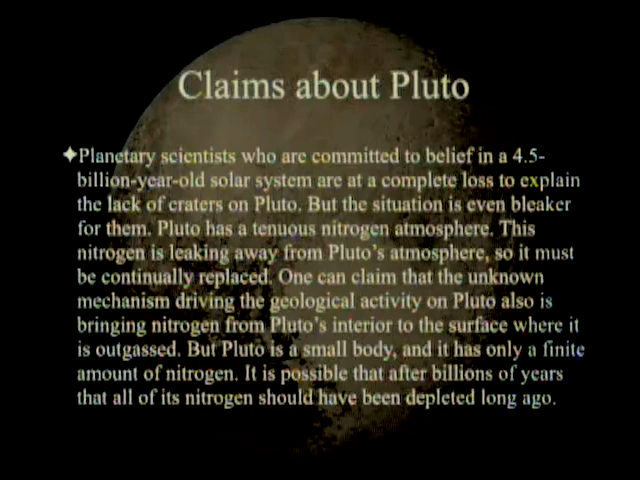 Claims about Pluto
✦Planetary scientists who are committed to belief in a 4.5-
billion-year-old solar system are at a complete loss to explain
the lack of craters on Pluto. But the situation is even bleaker
for them. Pluto has a tenuous nitrogen atmosphere. This
nitrogen is leaking away from Pluto's atmosphere, so it must
be continually replaced. One can claim that the unknown
mechanism driving the geological activity on Pluto also is
bringing nitrogen from Pluto's interior to the surface where it
is outgassed. But Pluto is a small body, and it has only a finite
amount of nitrogen. It is possible that after billions of years
that all of its nitrogen should have been depleted long ago.